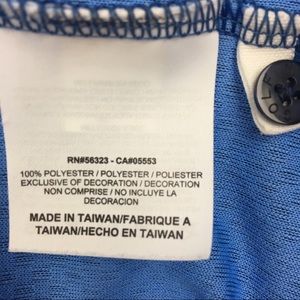 RN#56323 - CA#05553
100% POLYESTER / POLYESTER / POLIESTER
EXCLUSIVE OF DECORATION / DECORATION
NON COMPRISE / NO INCLUYE LA
DECORACION
MADE IN TAIWAN/FABRIQUE A
TAIWAN/HECHO EN TAIWAN